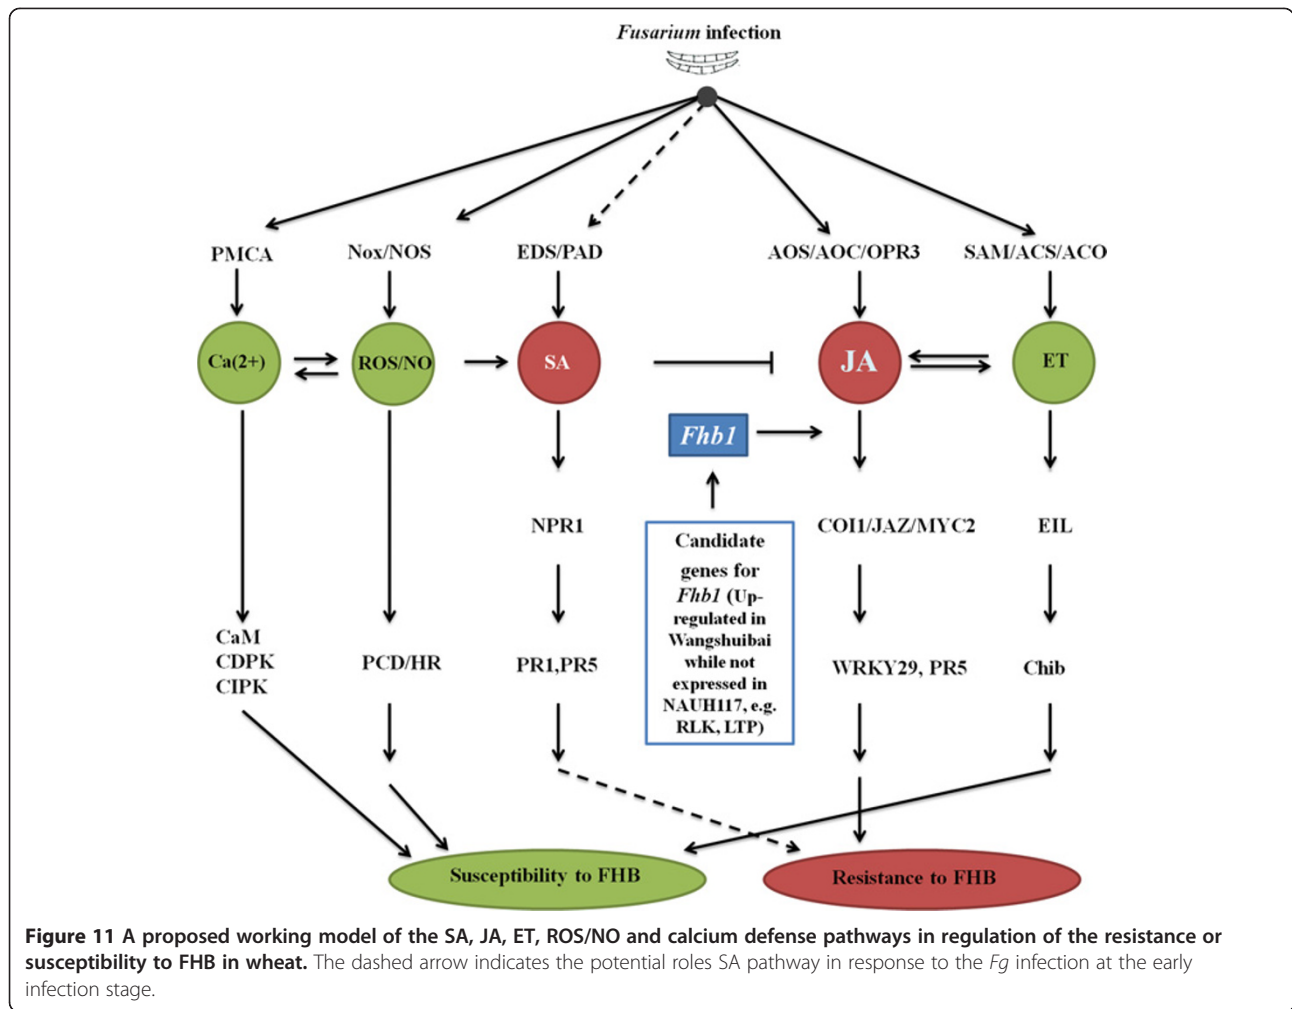 Fusarium infection
PMCA
Nox/NOS
EDS/PAD
AOS/AOC/OPR3
SAM/ACS/ACO
Ca(2+)
ROS/NO
SA
JA
ET
Fhb1
NPR1
Candidate
genes for
Fhb1 (Up-
regulated in
Wangshuibai
while not
expressed in
NAUH117, e.g.
RLK, LTP)
COI1/JAZ/MYC2
EIL
CaM
CDPK
CIPK
PCD/HR
PR1,PR5
WRKY29, PR5
Chib
Susceptibility to FHB
Resistance to FHB
Figure 11 A proposed working model of the SA, JA, ET, ROS/NO and calcium defense pathways in regulation of the resistance or
susceptibility to FHB in wheat. The dashed arrow indicates the potential roles SA pathway in response to the Fg infection at the early
infection stage.